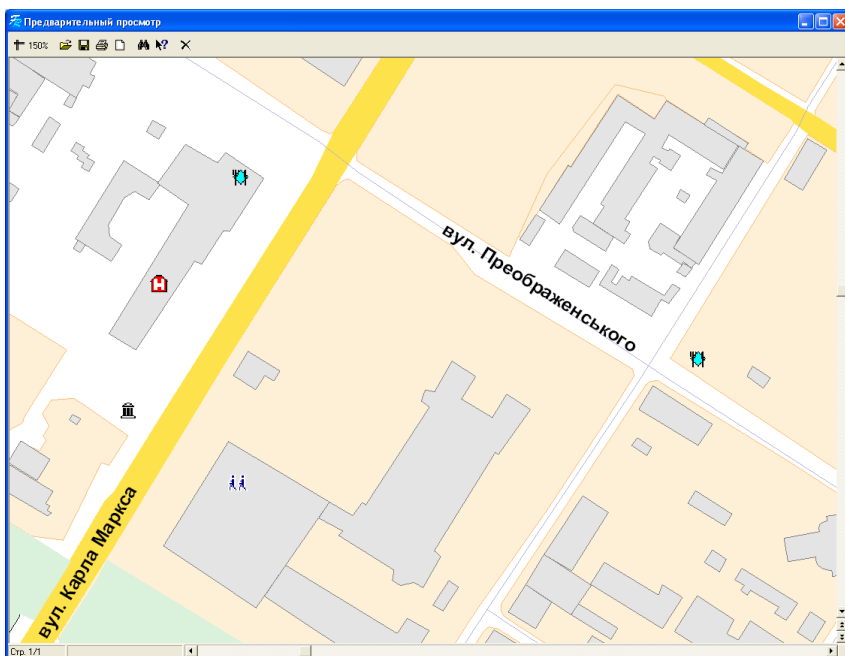 Предварительный просмотр
150%
вул. Преображенського
вул. Карла Маркса
Стр. 1/1